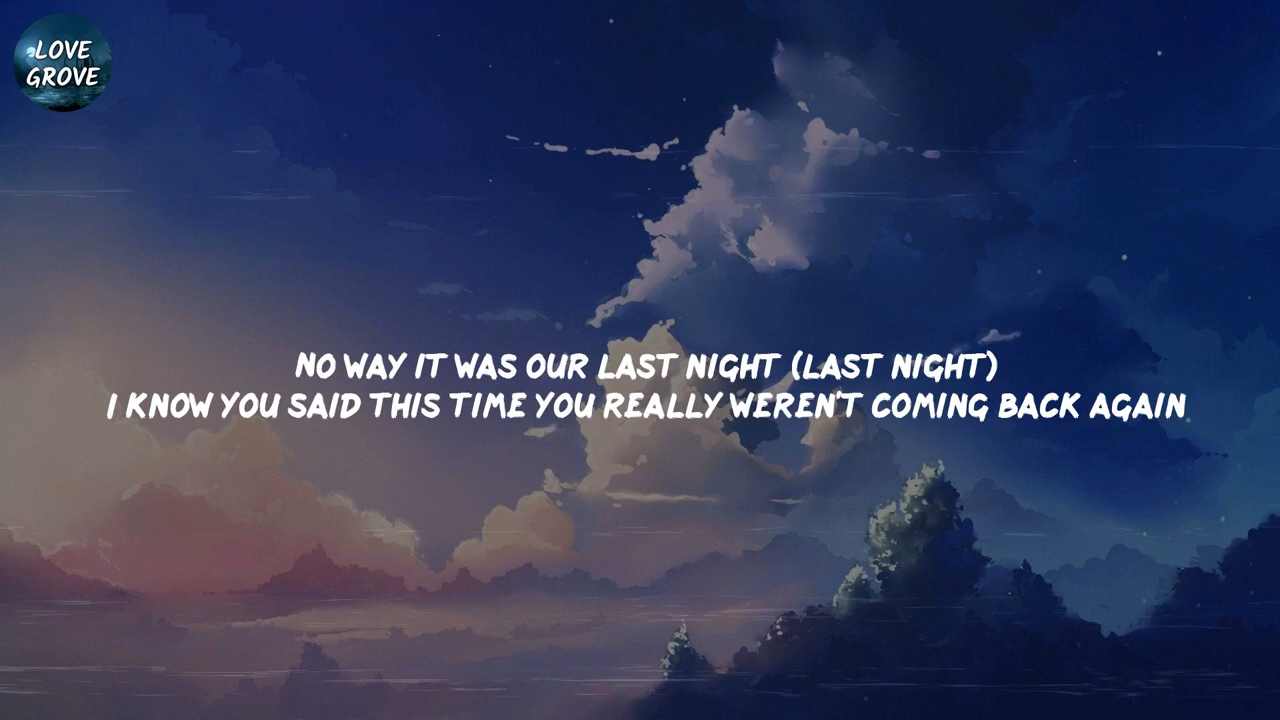 LOVE
GROVE
NO WAY IT WAS OUR LAST NIGHT (LAST NIGHT)
I KNOW YOU SAID THIS TIME YOU REALLY WEREN'T COMING BACK AGAIN